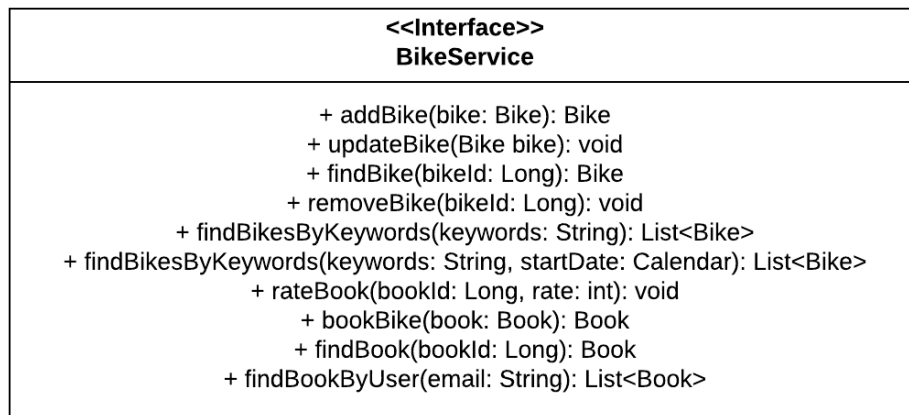 <<Interface>>
BikeService
+ addBike(bike: Bike): Bike
+ updateBike(Bike bike): void
+ findBike(bikeId: Long): Bike
+ removeBike(bikeId: Long): void
+ findBikesByKeywords(keywords: String): List<Bike>
+ findBikesByKeywords(keywords: String, startDate: Calendar): List<Bike>
+ rateBook(bookId: Long, rate: int): void
+ bookBike(book: Book): Book
+ findBook(bookId: Long): Book
+ findBookByUser(email: String): List<Book>